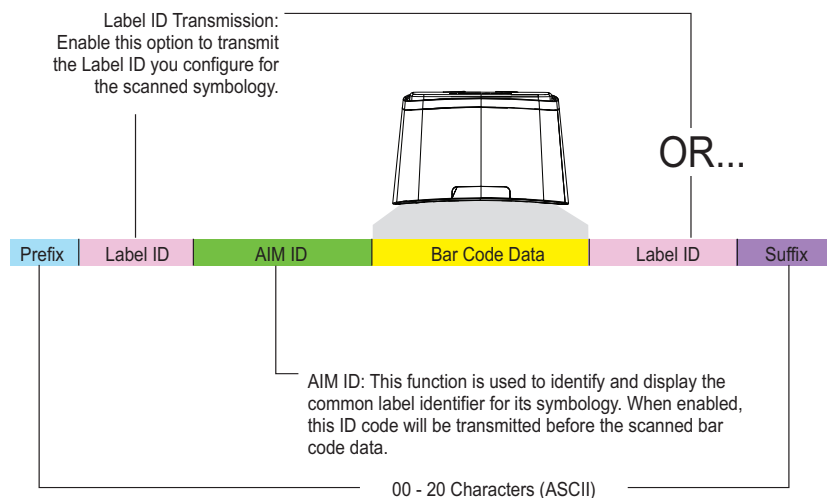 Label ID Transmission:
Enable this option to transmit
the Label ID you configure for
the scanned symbology.
OR...
Prefix Label ID AIM ID Bar Code Data Label ID Suffix
AIM ID: This function is used to identify and display the
common label identifier for its symbology. When enabled,
this ID code will be transmitted before the scanned bar
code data.
00 - 20 Characters (ASCII)